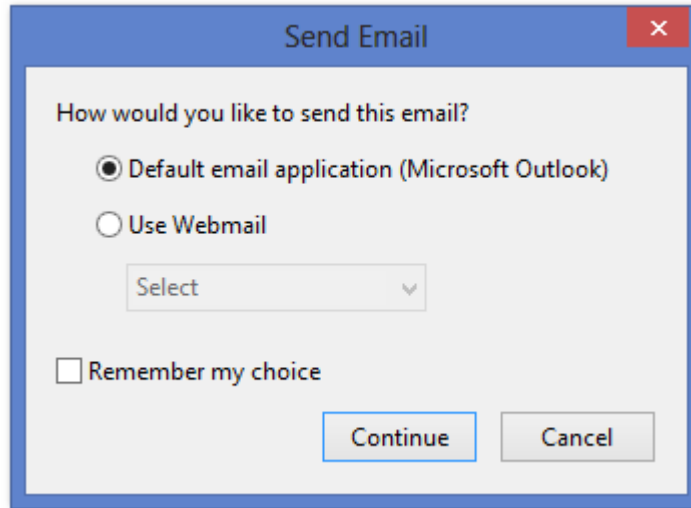 Send Email
How would you like to send this email?
Default email application (Microsoft Outlook)
Use Webmail
Select
Remember my choice
Continue
Cancel